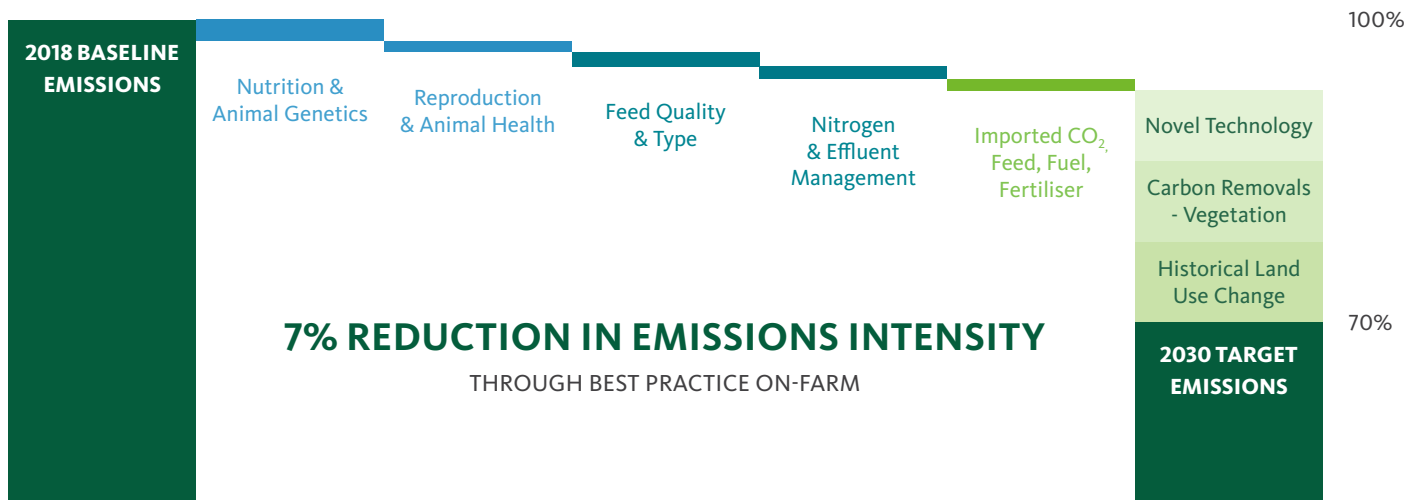 2018 BASELINE
EMISSIONS
Nutrition &
Animal Genetics
Reproduction
& Animal Health
Feed Quality
& Type
Nitrogen
& Effluent
Management
Imported CO₂,
Feed, Fuel,
Fertiliser
Novel Technology
Carbon Removals
- Vegetation
Historical Land
Use Change
2030 TARGET
EMISSIONS
100%
70%
7% REDUCTION IN EMISSIONS INTENSITY
THROUGH BEST PRACTICE ON-FARM